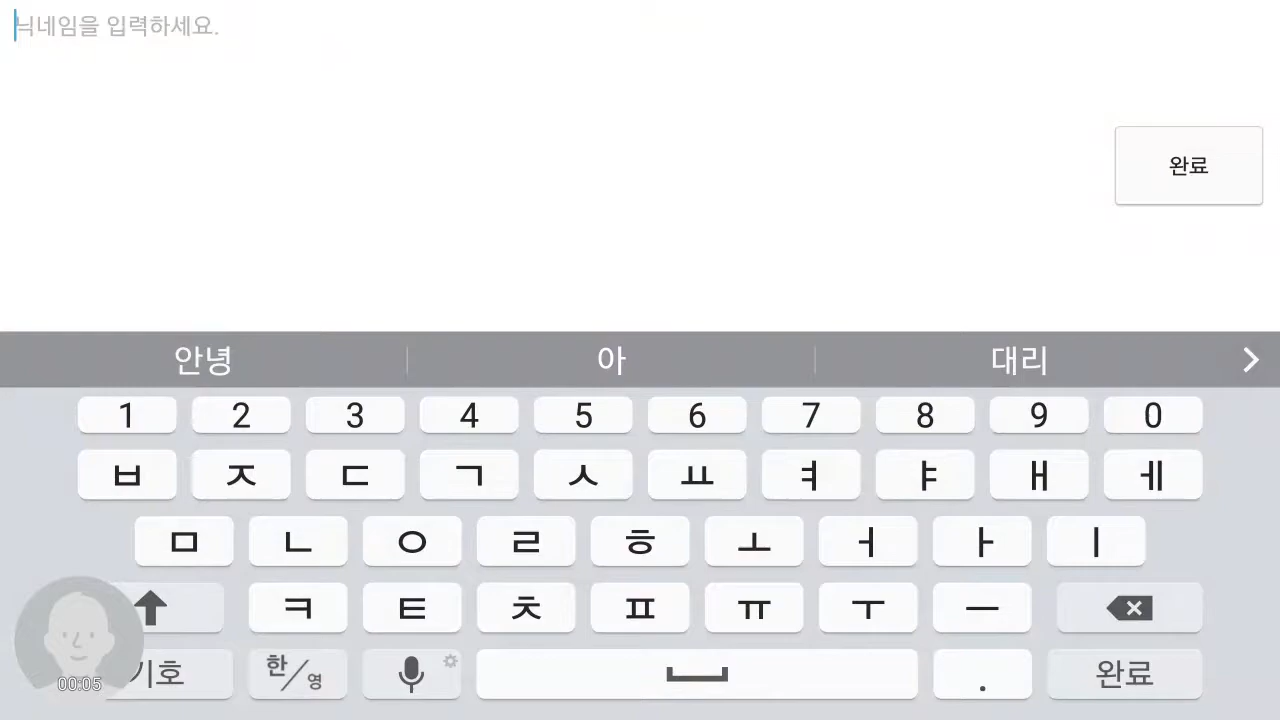 닉네임을 입력하세요.
완료
안녕 아 대리
1 2 3 4 5 6 7 8 9 0
ㅂ ㅈ ㄷ ㄱ ㅅ ㅛ ㅕ ㅑ ㅐ ㅔ
ㅁ ㄴ ㅇ ㄹ ㅎ ㅗ ㅓ ㅏ ㅣ
ㅋ ㅌ ㅊ ㅍ ㅠ ㅜ ㅡ
기호 한/영 . 완료
00:05